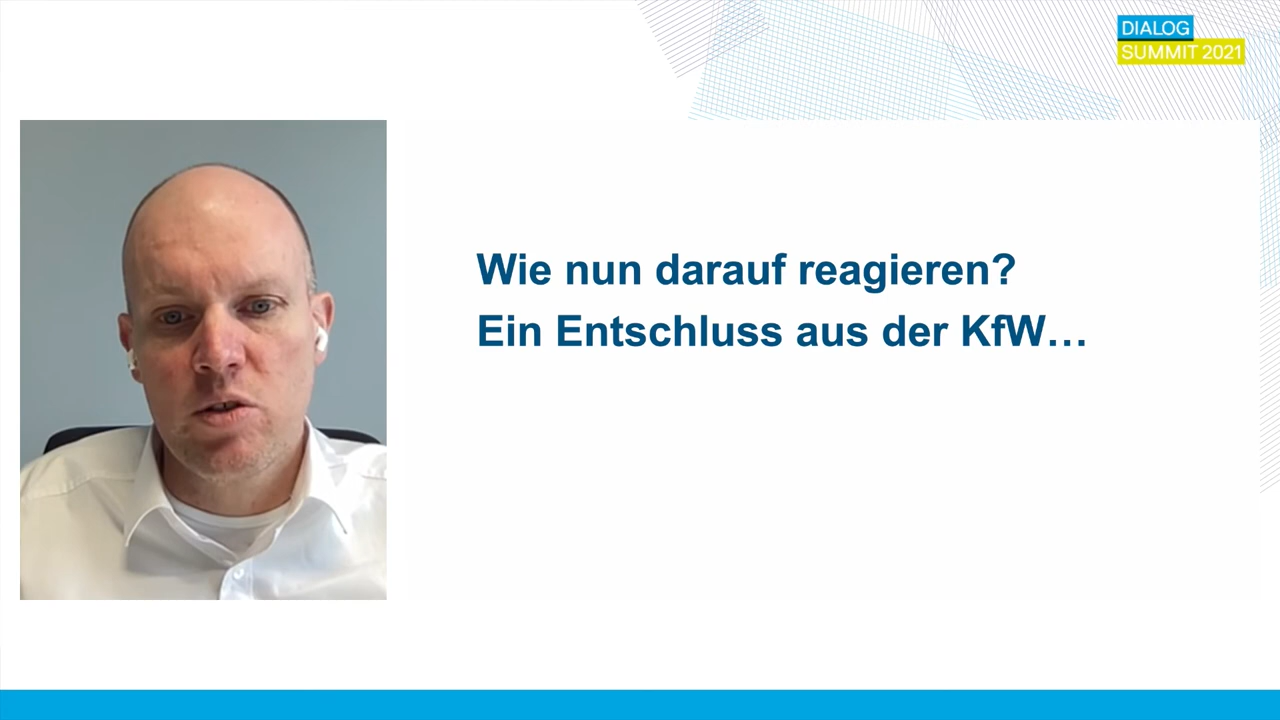 DIALOG
SUMMIT 2021
Wie nun darauf reagieren?
Ein Entschluss aus der KfW…